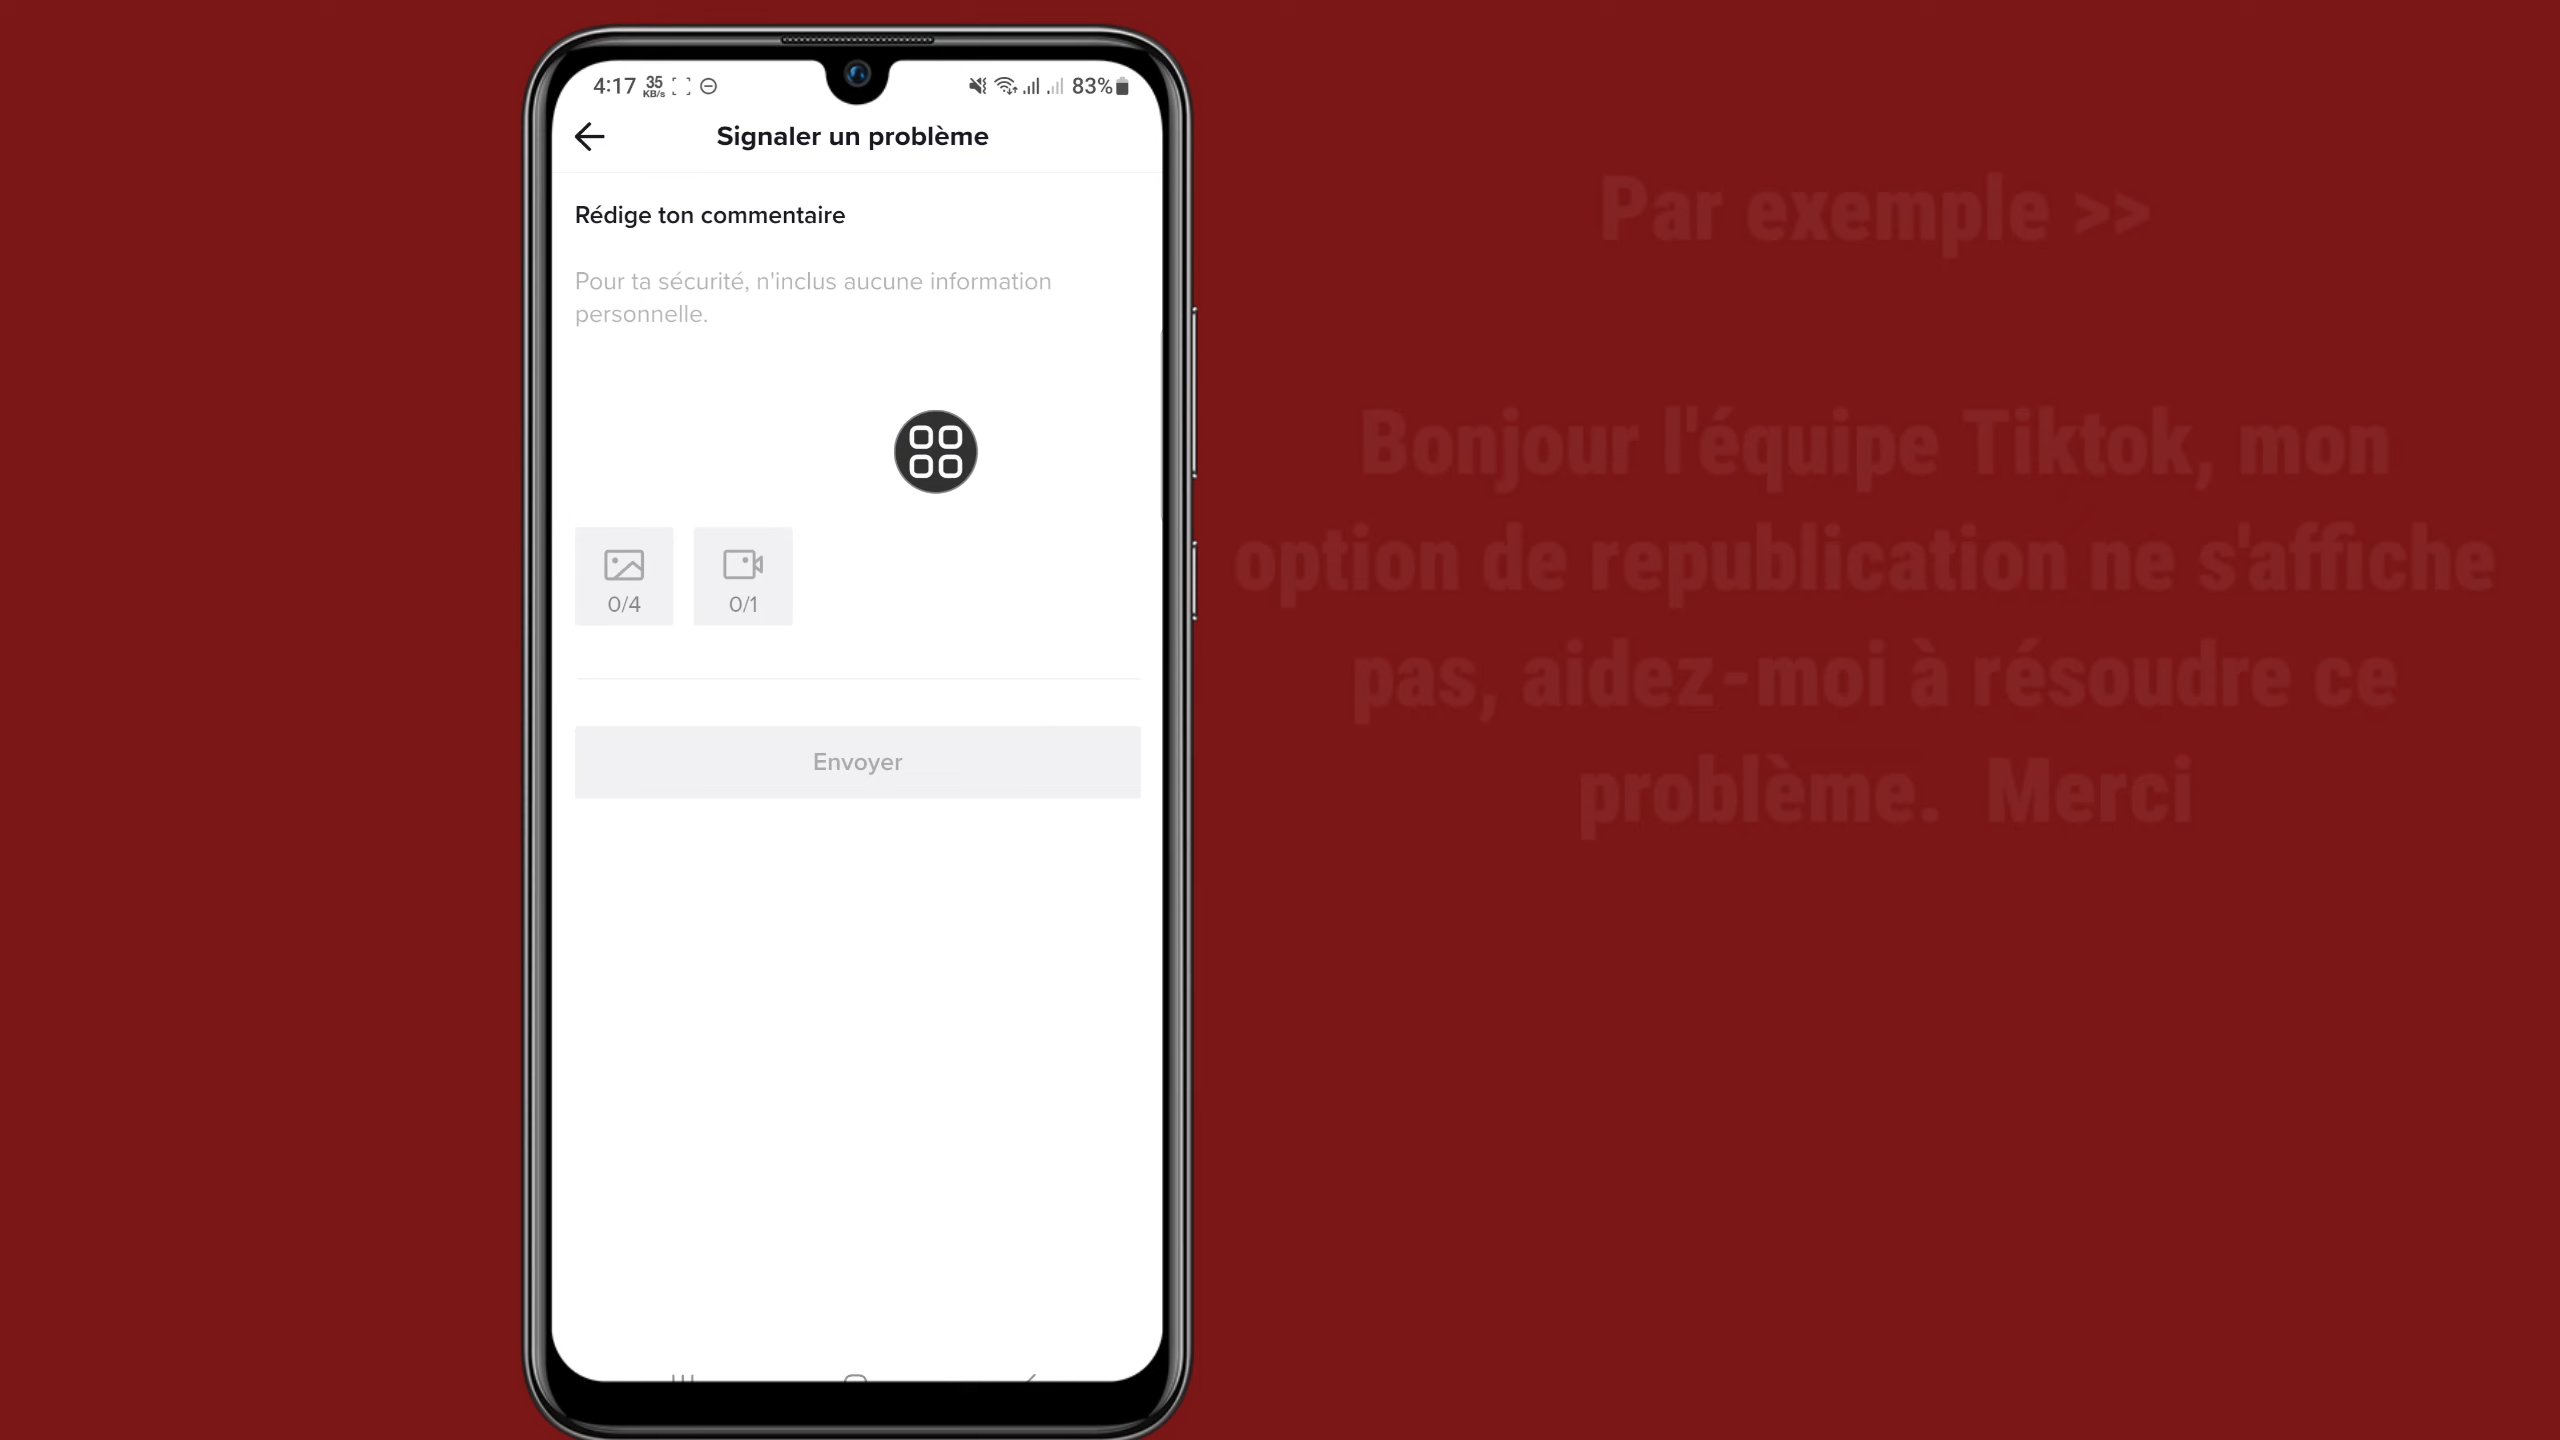 4:17 35 KB/s 83%
Signaler un problème
Rédige ton commentaire
Pour ta sécurité, n'inclus aucune information
personnelle.
0/4 0/1
Envoyer
Par exemple >>
Bonjour l'équipe Tiktok, mon
option de republication ne s'affiche
pas, aidez-moi à résoudre ce
problème. Merci